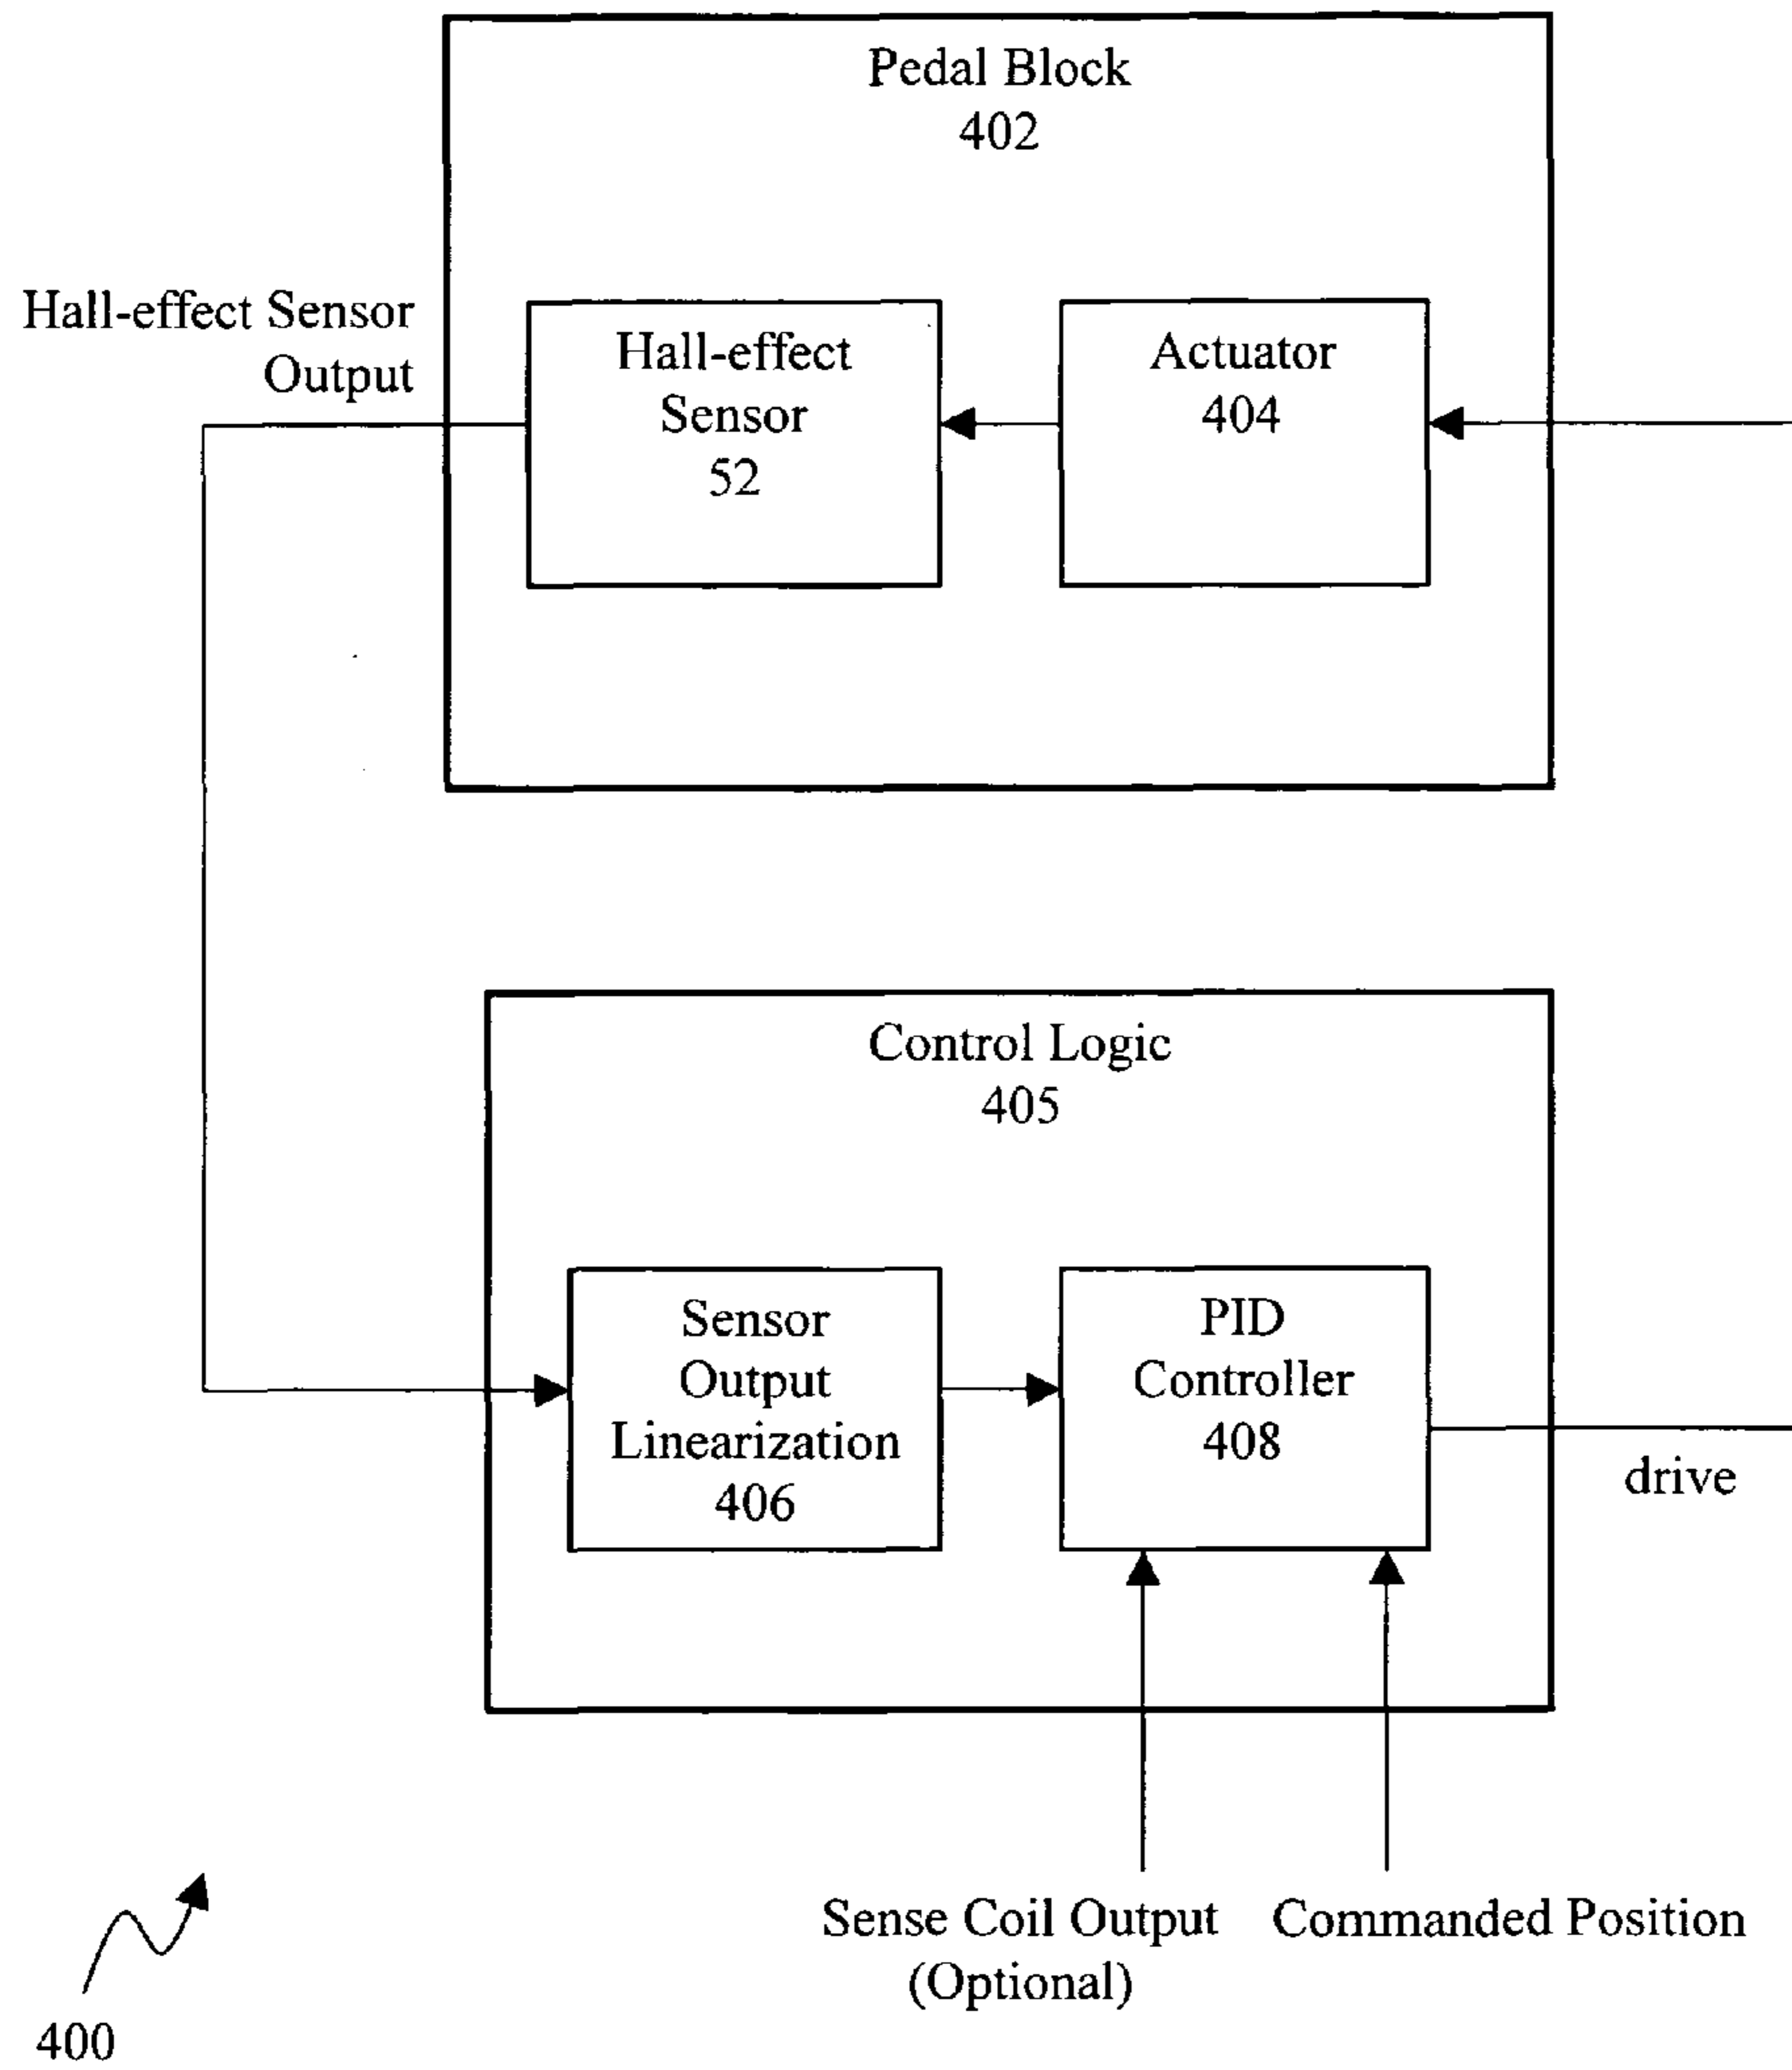 Pedal Block
402
Hall-effect Sensor
Output
Hall-effect
Sensor
52
Actuator
404
Control Logic
405
Sensor
Output
Linearization
406
PID
Controller
408
drive
Sense Coil Output
(Optional)
Commanded Position
400